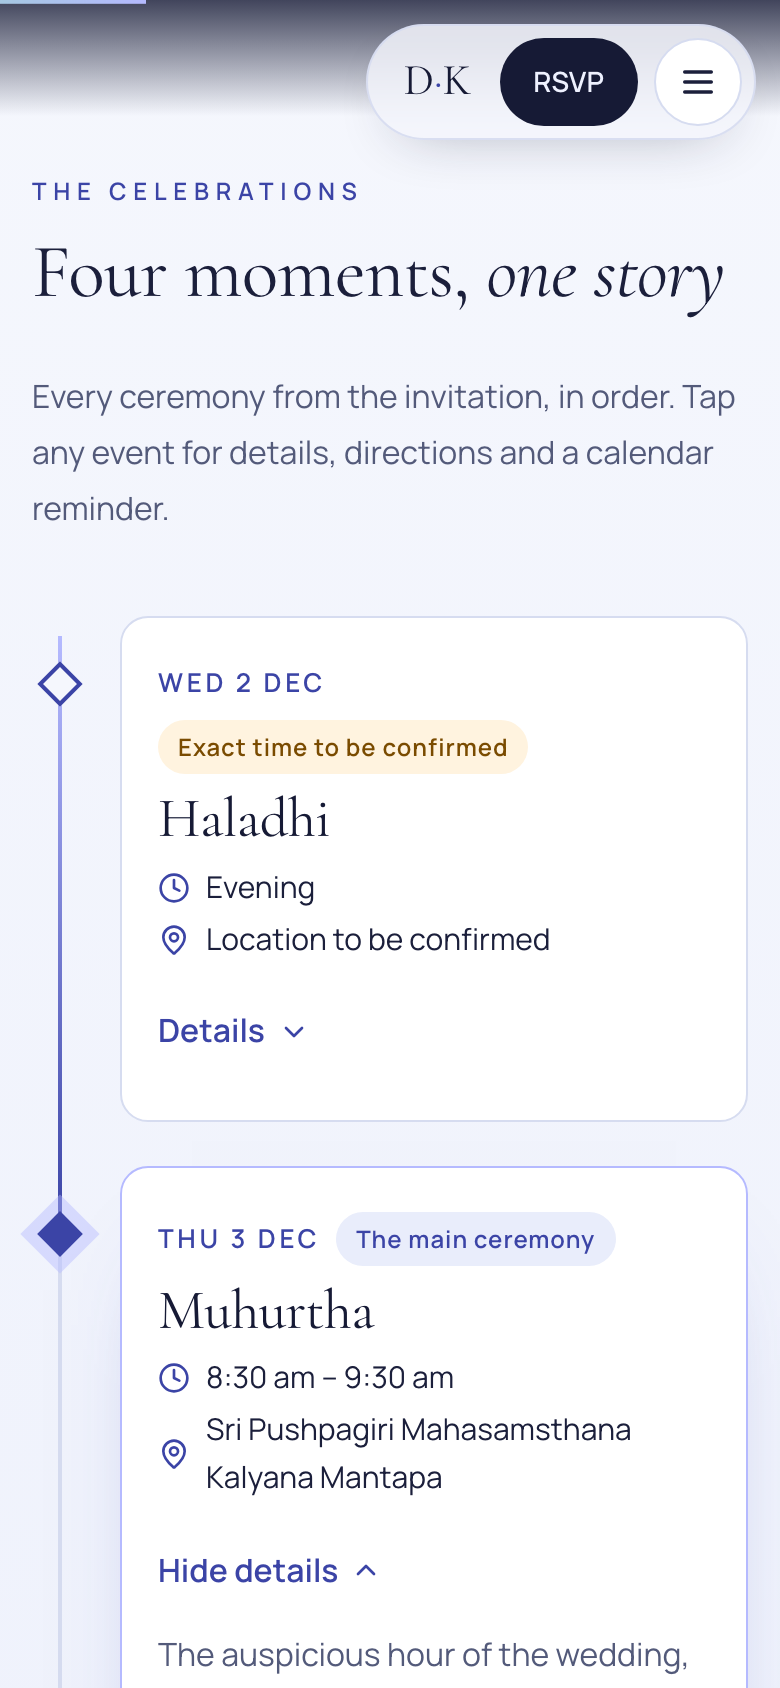 D·K
RSVP
THE CELEBRATIONS
Four moments, one story
Every ceremony from the invitation, in order. Tap
any event for details, directions and a calendar
reminder.
WED 2 DEC
Exact time to be confirmed
Haladhi
Evening
Location to be confirmed
Details
THU 3 DEC
The main ceremony
Muhurtha
8:30 am – 9:30 am
Sri Pushpagiri Mahasamsthana
Kalyana Mantapa
Hide details
The auspicious hour of the wedding,